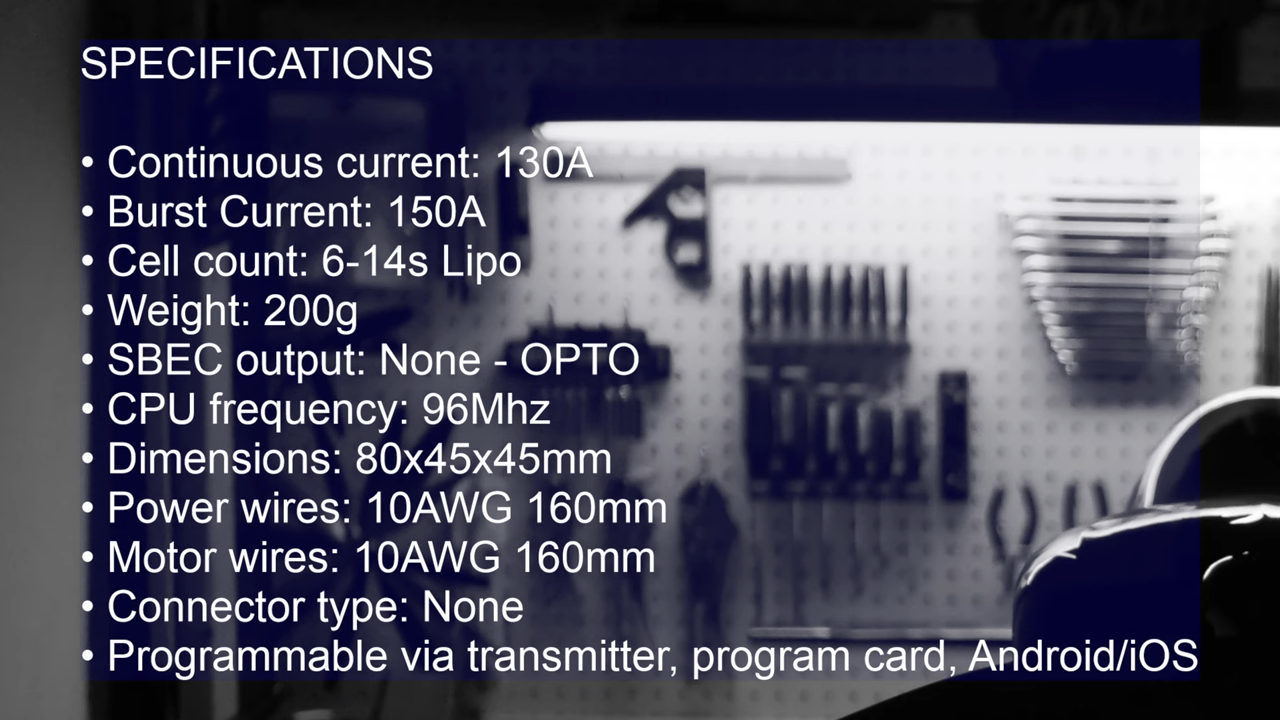 SPECIFICATIONS
• Continuous current: 130A
• Burst Current: 150A
• Cell count: 6-14s Lipo
• Weight: 200g
• SBEC output: None - OPTO
• CPU frequency: 96Mhz
• Dimensions: 80x45x45mm
• Power wires: 10AWG 160mm
• Motor wires: 10AWG 160mm
• Connector type: None
• Programmable via transmitter, program card, Android/iOS